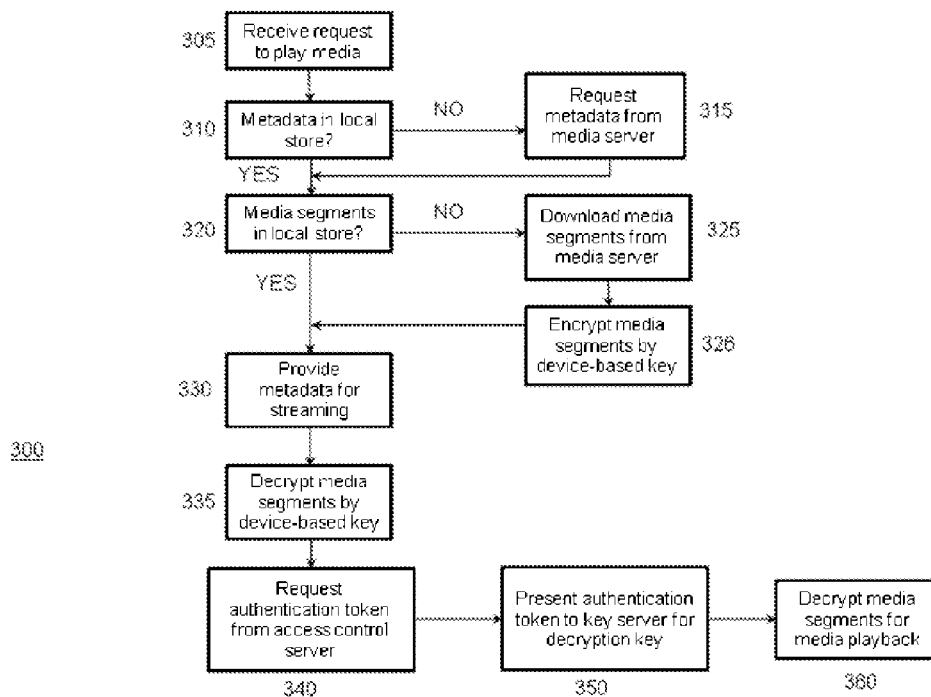 305
Receive request
to play media
310
Metadata in local
store?
NO
Request
metadata from
media server
315
YES
320
Media segments
in local store?
NO
Download media
segments from
media server
325
YES
Encrypt media
segments by
device-based key
326
330
Provide
metadata for
streaming
300
335
Decrypt media
segments by
device-based key
Request
authentication token
from access control
server
Present authentication
token to key server for
decryption key
Decrypt media
segments for
media playback
340
350
360